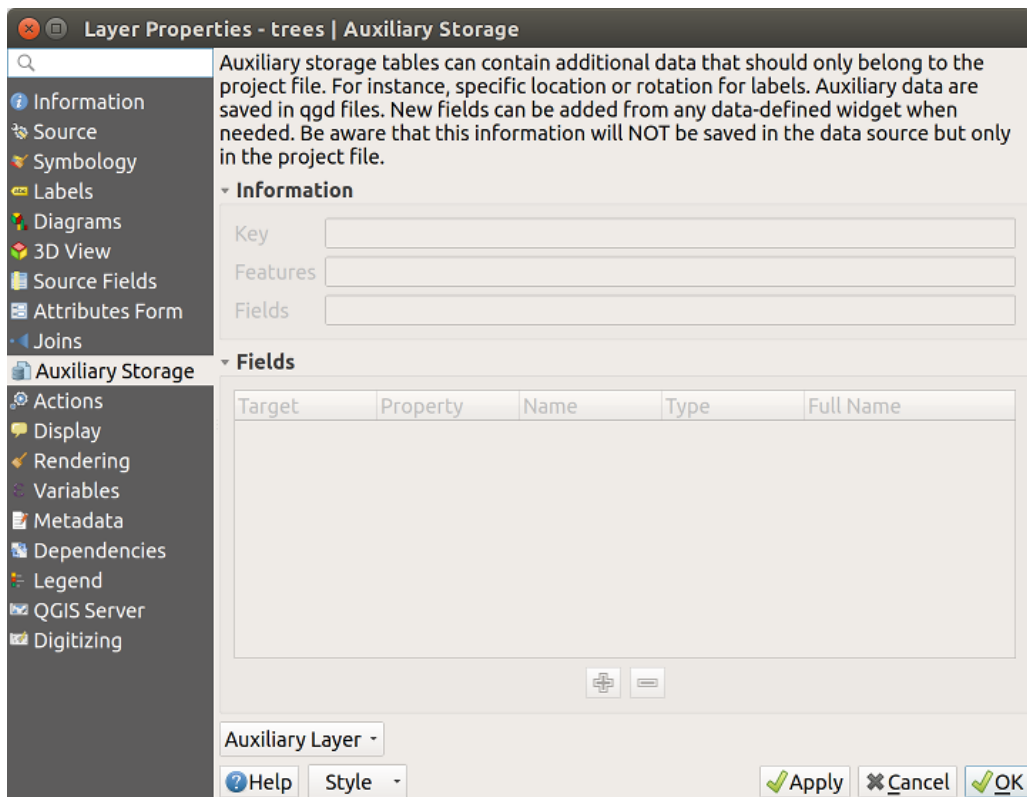 Layer Properties - trees | Auxiliary Storage
Information
Source
Symbology
Labels
Diagrams
3D View
Source Fields
Attributes Form
Joins
Auxiliary Storage
Actions
Display
Rendering
Variables
Metadata
Dependencies
Legend
QGIS Server
Digitizing
Auxiliary storage tables can contain additional data that should only belong to the
project file. For instance, specific location or rotation for labels. Auxiliary data are
saved in qgd files. New fields can be added from any data-defined widget when
needed. Be aware that this information will NOT be saved in the data source but only
in the project file.
Information
Key
Features
Fields
Fields
Target Property Name Type Full Name
Auxiliary Layer
Help Style Apply Cancel OK